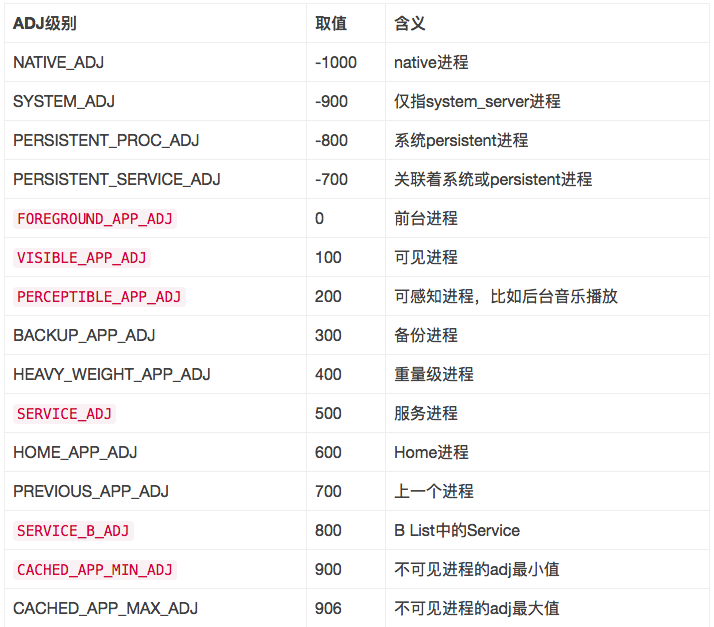 ADJ级别 取值 含义
NATIVE_ADJ -1000 native进程
SYSTEM_ADJ -900 仅指system_server进程
PERSISTENT_PROC_ADJ -800 系统persistent进程
PERSISTENT_SERVICE_ADJ -700 关联着系统或persistent进程
FOREGROUND_APP_ADJ 0 前台进程
VISIBLE_APP_ADJ 100 可见进程
PERCEPTIBLE_APP_ADJ 200 可感知进程，比如后台音乐播放
BACKUP_APP_ADJ 300 备份进程
HEAVY_WEIGHT_APP_ADJ 400 重量级进程
SERVICE_ADJ 500 服务进程
HOME_APP_ADJ 600 Home进程
PREVIOUS_APP_ADJ 700 上一个进程
SERVICE_B_ADJ 800 B List中的Service
CACHED_APP_MIN_ADJ 900 不可见进程的adj最小值
CACHED_APP_MAX_ADJ 906 不可见进程的adj最大值